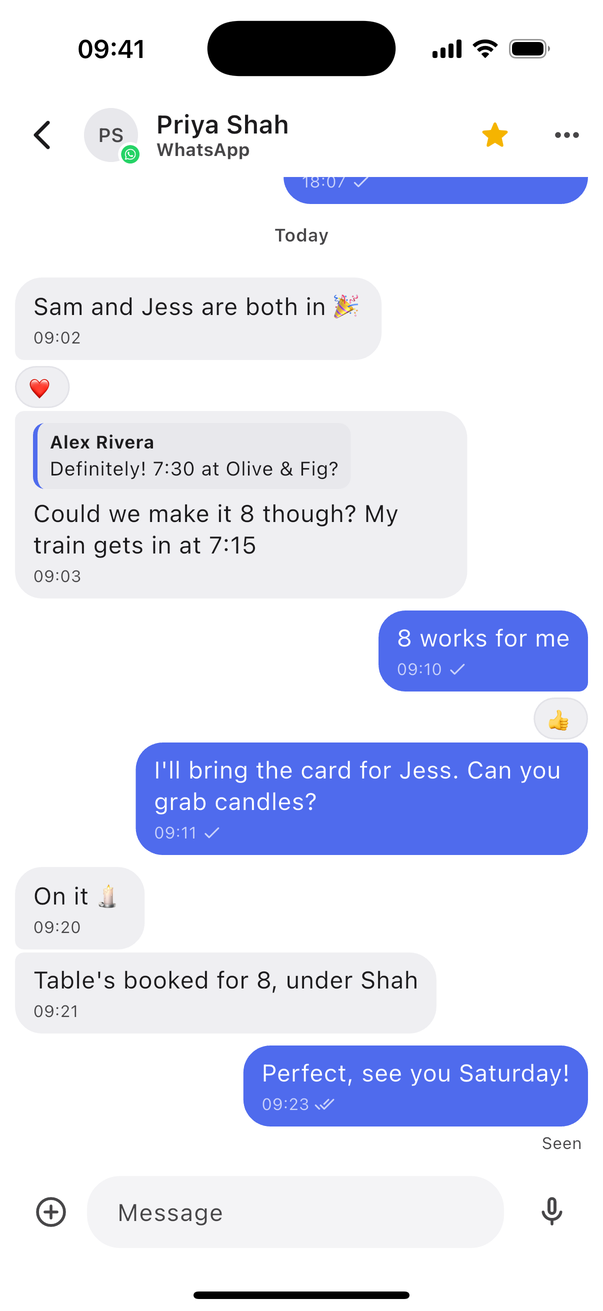 09:41
PS
Priya Shah
WhatsApp
18:07
Today
Sam and Jess are both in 🎉
09:02
❤️
Alex Rivera
Definitely! 7:30 at Olive & Fig?
Could we make it 8 though? My
train gets in at 7:15
09:03
8 works for me
09:10
👍
I'll bring the card for Jess. Can you
grab candles?
09:11
On it 🕯️
09:20
Table's booked for 8, under Shah
09:21
Perfect, see you Saturday!
09:23
Seen
Message